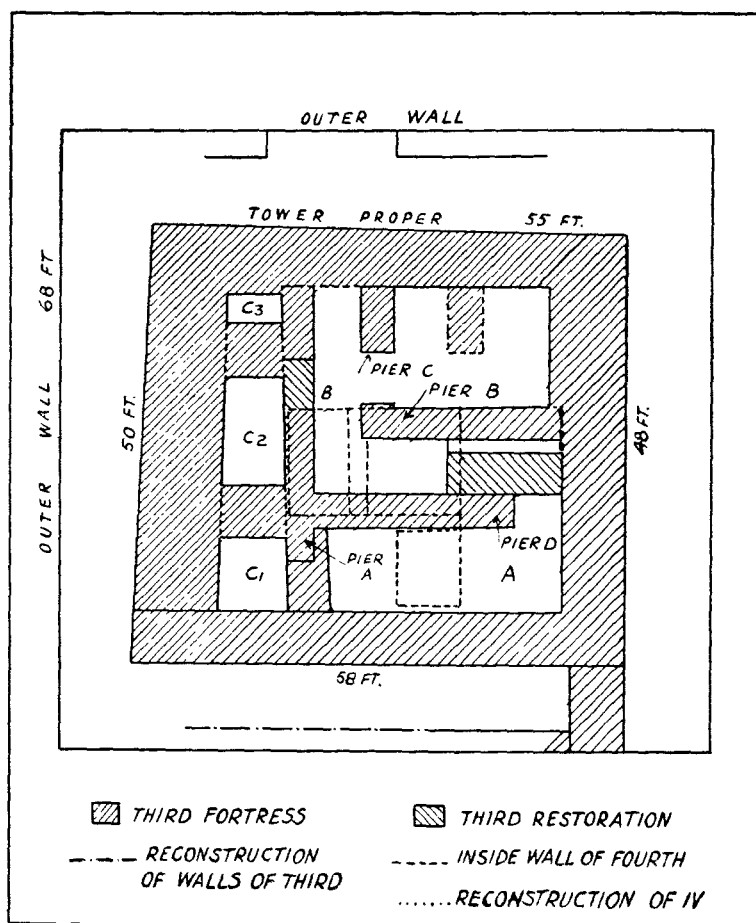 OUTER WALL
TOWER PROPER 55 FT.
OUTER WALL 68 FT
C3
PIER C
B
PIER B
50 FT.
C2
48 FT.
PIER A
PIER D
A
C1
58 FT.
THIRD FORTRESS
THIRD RESTORATION
RECONSTRUCTION
OF WALLS OF THIRD
INSIDE WALL OF FOURTH
RECONSTRUCTION OF IV